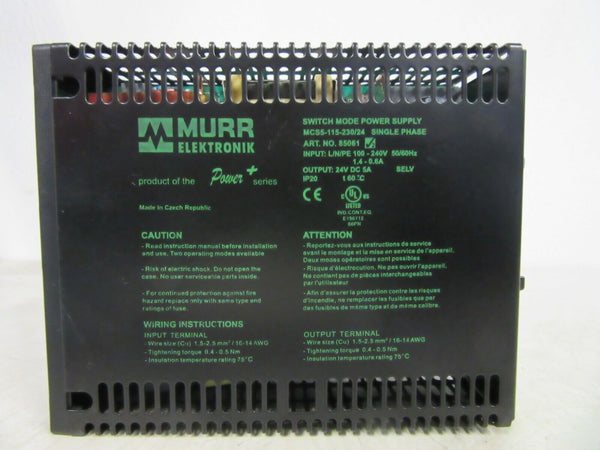 MURR
ELEKTRONIK
product of the Power+ series
Made in Czech Republic
SWITCH MODE POWER SUPPLY
MCS5-115-230/24 SINGLE PHASE
ART. NO. 85061
INPUT: L/N/PE 100 - 240V 50/60Hz
1.4 - 0.6A
OUTPUT: 24V DC 5A SELV
IP20 t 60 °C
CE UL US
LISTED
IND.CONT.EQ.
E196112
56PN
CAUTION
- Read instruction manual before installation
and use. Two operating modes available
- Risk of electric shock. Do not open the
case. No user serviceable parts inside.
- For continued protection against fire
hazard replace only with same type and
ratings of fuse.
WIRING INSTRUCTIONS
INPUT TERMINAL
- Wire size (Cu) 1.5-2.5 mm² / 16-14 AWG
- Tightening torque 0.4 - 0.5 Nm
- Insulation temperature rating 75°C
ATTENTION
- Reportez-vous aux instructions de service
avant le montage et la mise en service de l'appareil.
Deux modes opératoires sont possibles
- Risque d'électrocution. Ne pas ouvrir l'appareil.
Ne contient pas de pièces interchangeables
par l'utilisateur
- Afin d'assurer la protection contre les risques
d'incendie, ne remplacer les fusibles que par
des fusibles de même type et de même calibre.
OUTPUT TERMINAL
- Wire size (Cu) 1.5-2.5 mm² / 16-14 AWG
- Tightening torque 0.4 - 0.5 Nm
- Insulation temperature rating 75°C